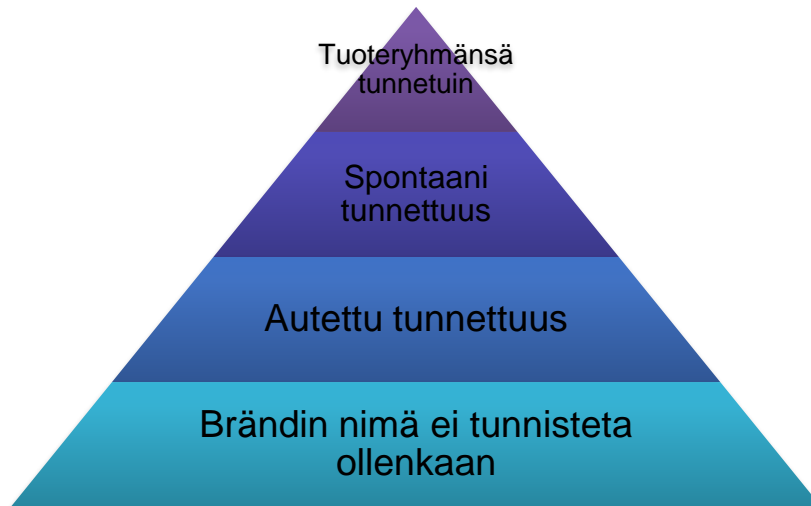 Tuoteryhmänsä
tunnetuin
Spontaani
tunnettuus
Autettu tunnettuus
Brändin nimä ei tunnisteta
ollenkaan